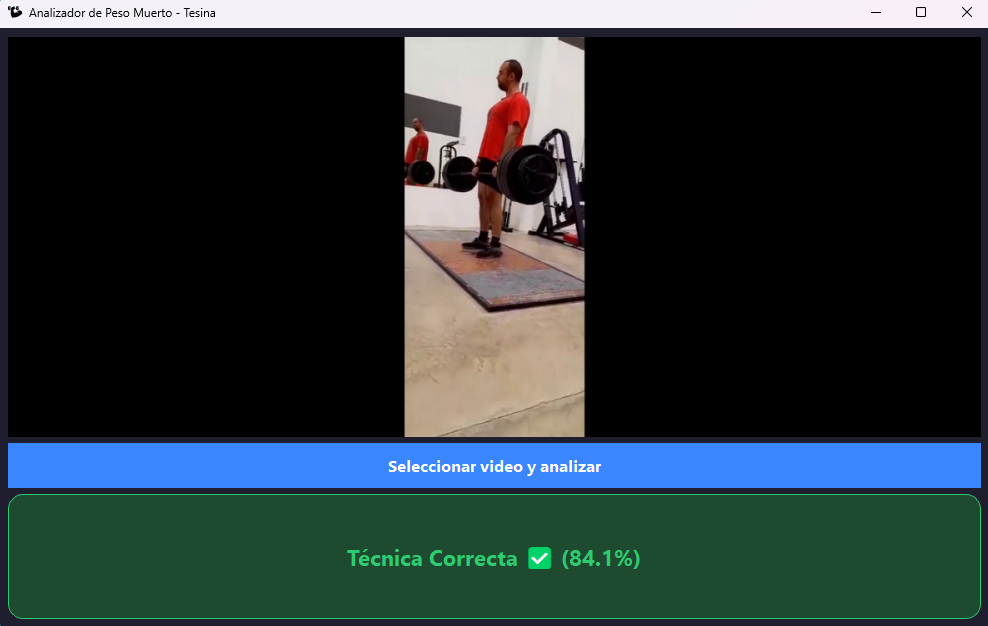 Analizador de Peso Muerto - Tesina
Seleccionar video y analizar
Técnica Correcta ✅ (84.1%)